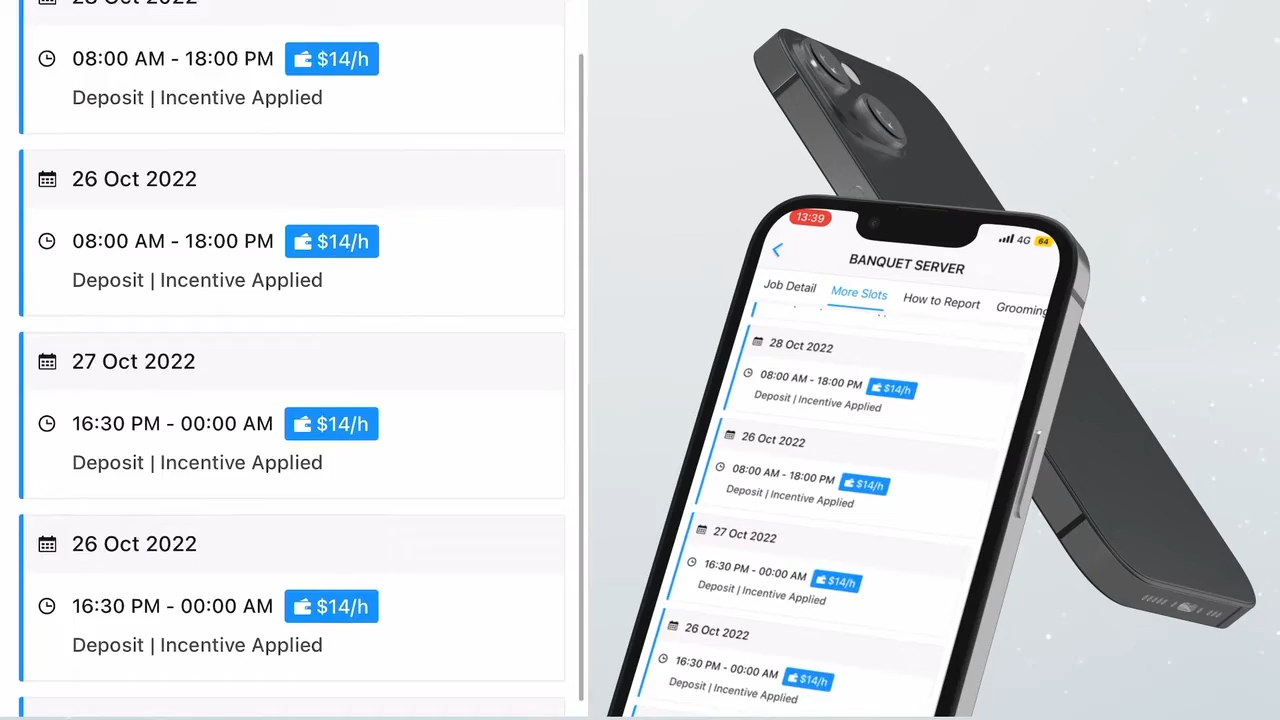 28 Oct 2022
08:00 AM - 18:00 PM $14/h
Deposit | Incentive Applied
26 Oct 2022
08:00 AM - 18:00 PM $14/h
Deposit | Incentive Applied
27 Oct 2022
16:30 PM - 00:00 AM $14/h
Deposit | Incentive Applied
26 Oct 2022
16:30 PM - 00:00 AM $14/h
Deposit | Incentive Applied
13:39
4G 64
BANQUET SERVER
Job Detail More Slots How to Report Grooming
28 Oct 2022
08:00 AM - 18:00 PM $14/h
Deposit | Incentive Applied
26 Oct 2022
08:00 AM - 18:00 PM $14/h
Deposit | Incentive Applied
27 Oct 2022
16:30 PM - 00:00 AM $14/h
Deposit | Incentive Applied
26 Oct 2022
16:30 PM - 00:00 AM $14/h
Deposit | Incentive Applied